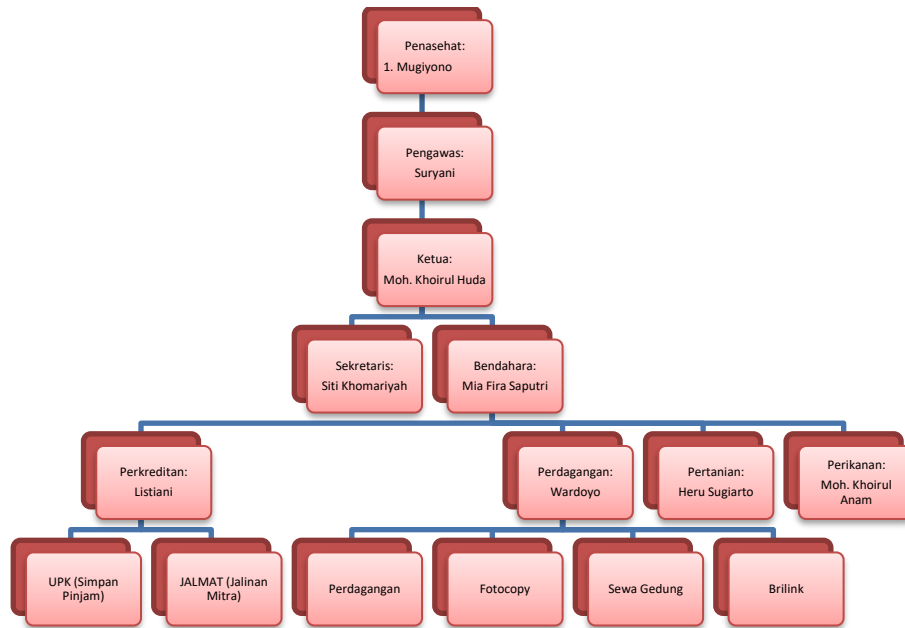 Penasehat:
1. Mugiyono
Pengawas:
Suryani
Ketua:
Moh. Khoirul Huda
Sekretaris:
Siti Khomariyah
Bendahara:
Mia Fira Saputri
Perkreditan:
Listiani
Perdagangan:
Wardoyo
Pertanian:
Heru Sugiarto
Perikanan:
Moh. Khoirul
Anam
UPK (Simpan
Pinjam)
JALMAT (Jalinan
Mitra)
Perdagangan
Fotocopy
Sewa Gedung
Brilink